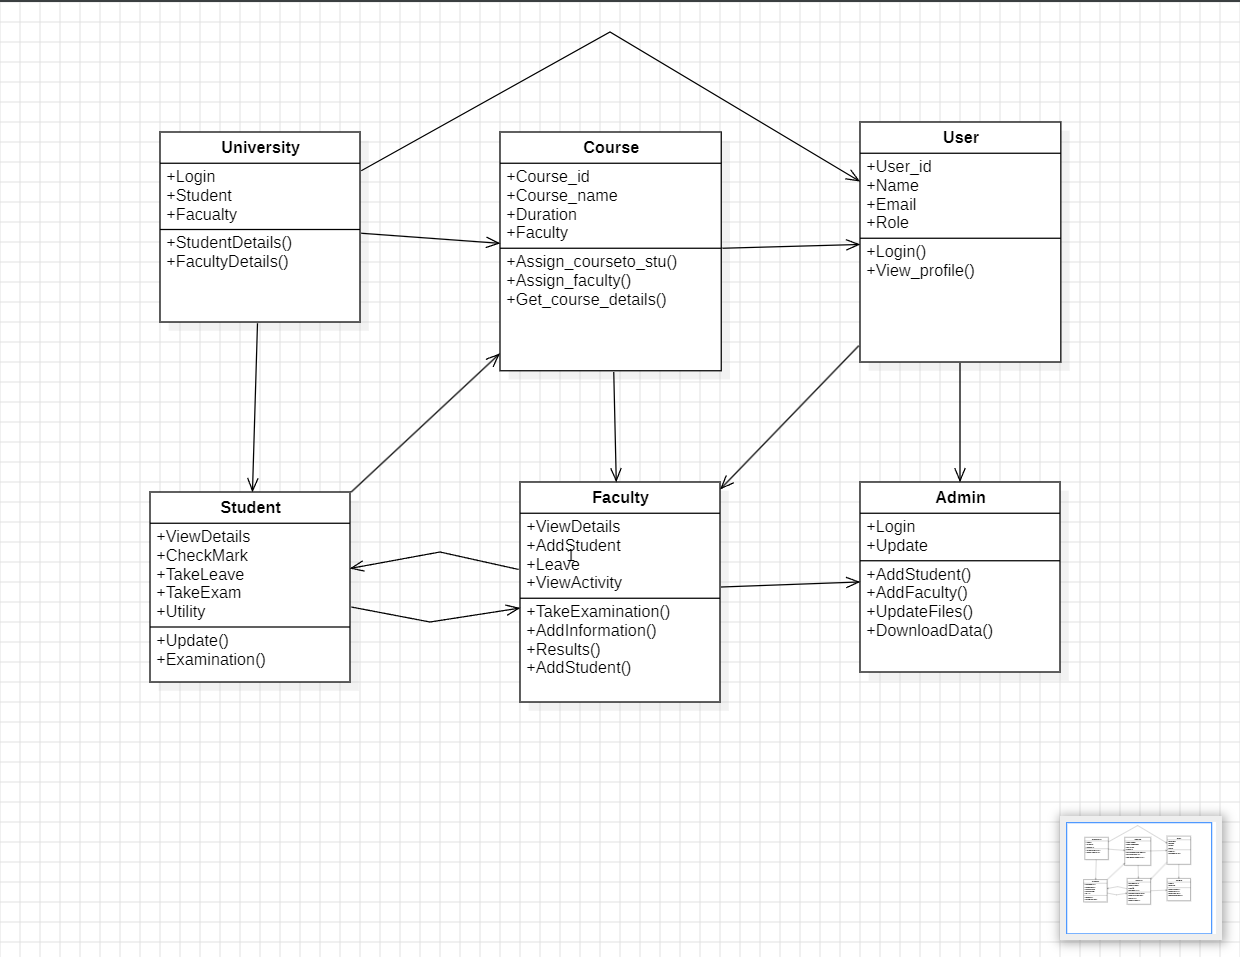 University
+Login
+Student
+Facualty
+StudentDetails()
+FacultyDetails()
Course
+Course_id
+Course_name
+Duration
+Faculty
+Assign_courseto_stu()
+Assign_faculty()
+Get_course_details()
User
+User_id
+Name
+Email
+Role
+Login()
+View_profile()
Student
+ViewDetails
+CheckMark
+TakeLeave
+TakeExam
+Utility
+Update()
+Examination()
Faculty
+ViewDetails
+AddStudent
+Leave
+ViewActivity
+TakeExamination()
+AddInformation()
+Results()
+AddStudent()
Admin
+Login
+Update
+AddStudent()
+AddFaculty()
+UpdateFiles()
+DownloadData()